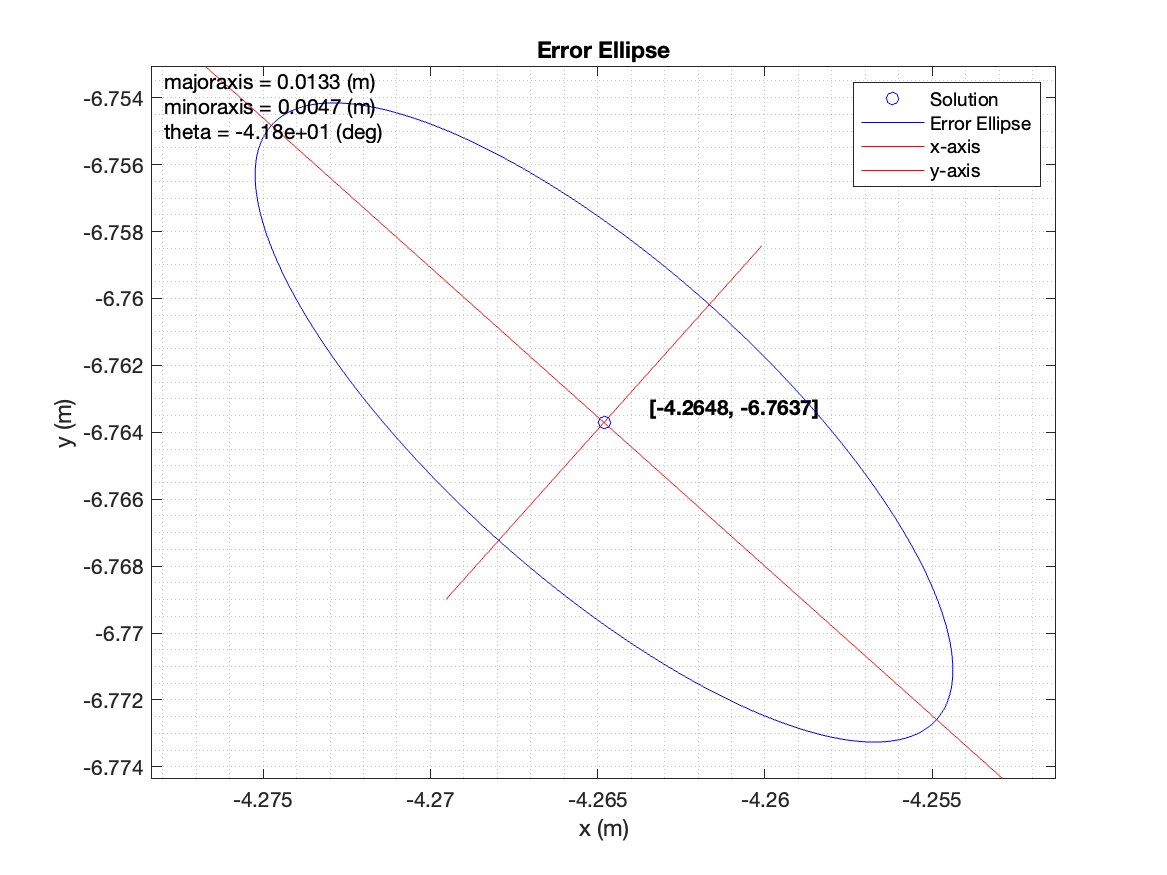 Error Ellipse
majoraxis = 0.0133 (m)
minoraxis = 0.0047 (m)
theta = -4.18e+01 (deg)
Solution
Error Ellipse
x-axis
y-axis
[-4.2648, -6.7637]
-6.754
-6.756
-6.758
-6.76
-6.762
-6.764
-6.766
-6.768
-6.77
-6.772
-6.774
y (m)
-4.275
-4.27
-4.265
-4.26
-4.255
x (m)